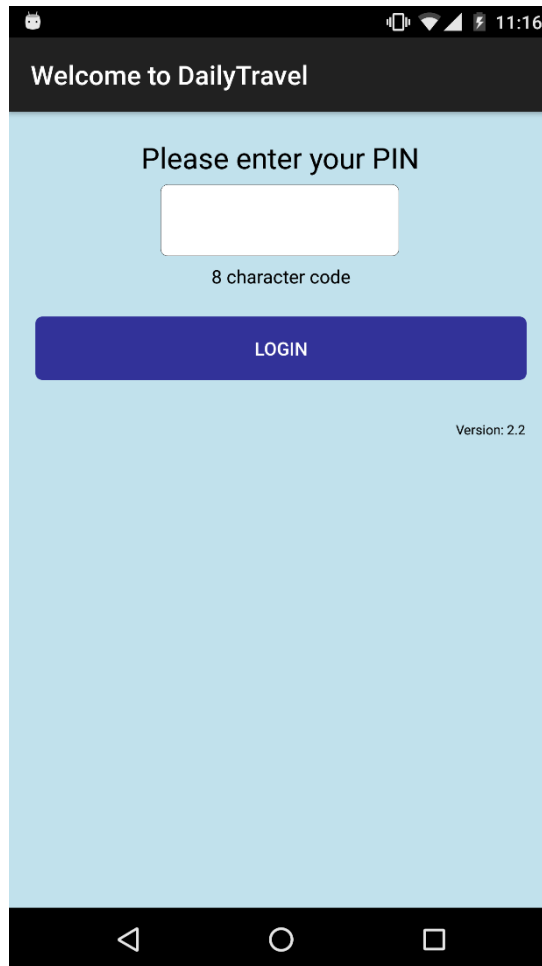 11:16
Welcome to DailyTravel
Please enter your PIN
8 character code
LOGIN
Version: 2.2